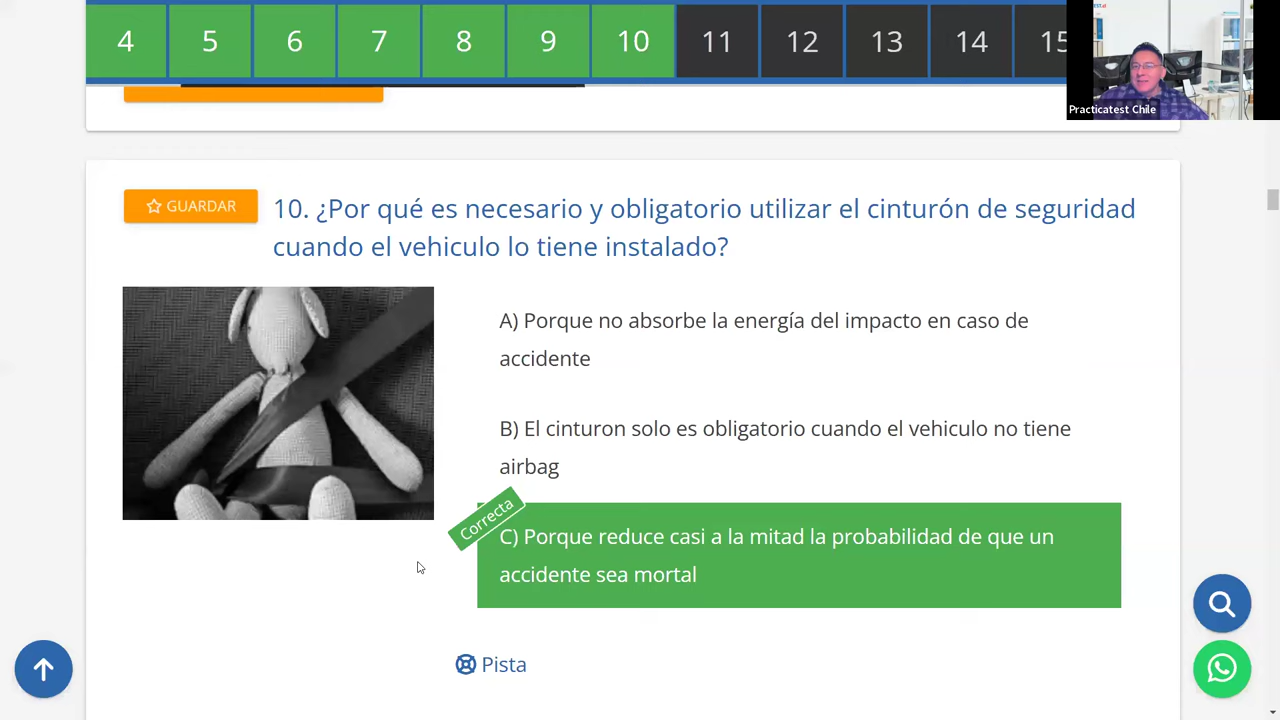 4 5 6 7 8 9 10 11 12 13 14 15
Practicatest Chile
GUARDAR
10. ¿Por qué es necesario y obligatorio utilizar el cinturón de seguridad
cuando el vehiculo lo tiene instalado?
A) Porque no absorbe la energía del impacto en caso de
accidente
B) El cinturon solo es obligatorio cuando el vehiculo no tiene
airbag
Correcta
C) Porque reduce casi a la mitad la probabilidad de que un
accidente sea mortal
Pista